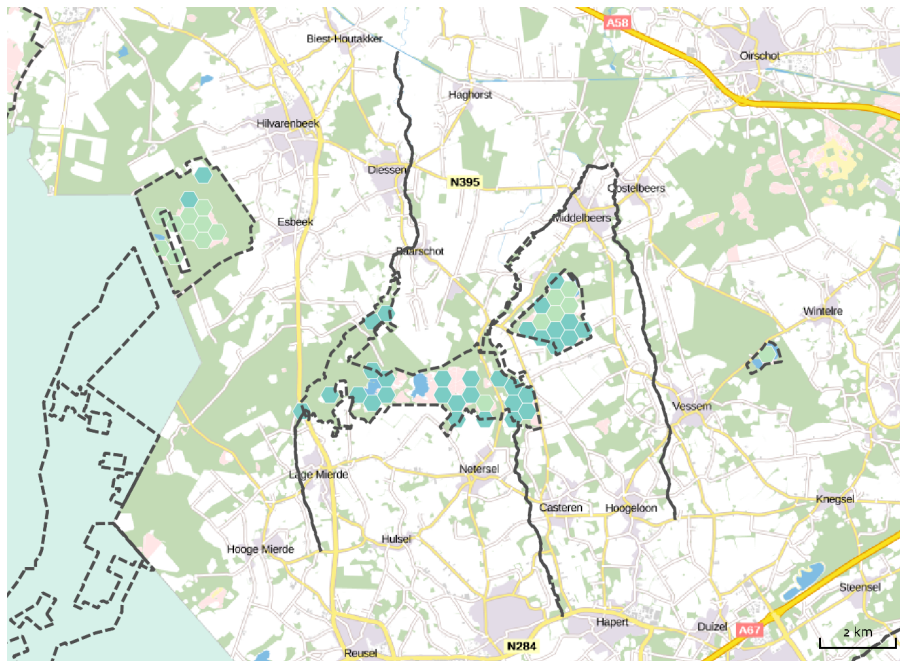 A58
Biest-Houtakker
Oirschot
Haghorst
Hilvarenbeek
Diessen
N395
Oostelbeers
Middelbeers
Esbeek
Baarschot
Wintelre
Vessem
Lage Mierde
Netersel
Knegsel
Casteren
Hoogeloon
Hulsel
Hooge Mierde
Steensel
Hapert
Duizel
A67
2 km
N284
Reusel